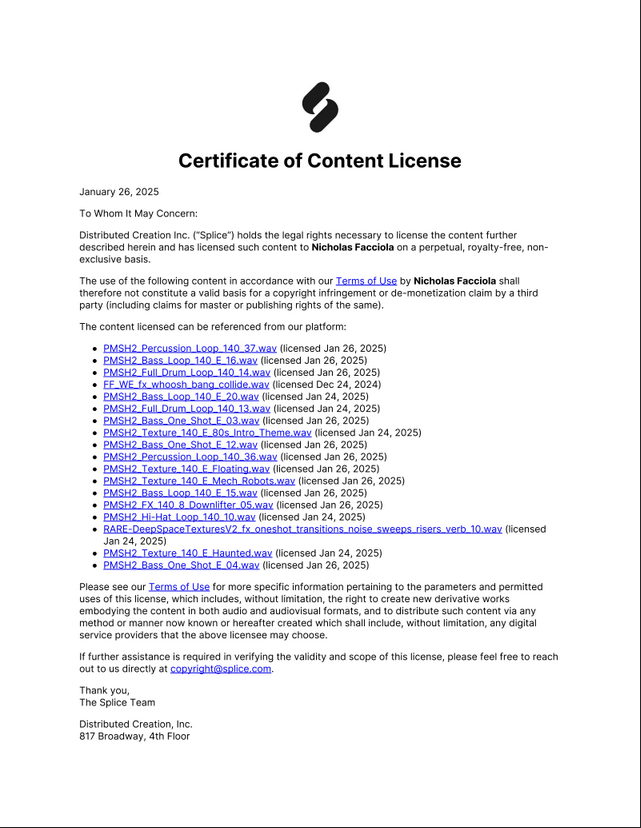 Certificate of Content License
January 26, 2025
To Whom It May Concern:
Distributed Creation Inc. (“Splice”) holds the legal rights necessary to license the content further
described herein and has licensed such content to Nicholas Facciola on a perpetual, royalty-free, non-
exclusive basis.
The use of the following content in accordance with our Terms of Use by Nicholas Facciola shall
therefore not constitute a valid basis for a copyright infringement or de-monetization claim by a third
party (including claims for master or publishing rights of the same).
The content licensed can be referenced from our platform:
• PMSH2_Percussion_Loop_140_37.wav (licensed Jan 26, 2025)
• PMSH2_Bass_Loop_140_E_16.wav (licensed Jan 26, 2025)
• PMSH2_Full_Drum_Loop_140_14.wav (licensed Jan 26, 2025)
• FF_WE_fx_whoosh_bang_collide.wav (licensed Dec 24, 2024)
• PMSH2_Bass_Loop_140_E_20.wav (licensed Jan 24, 2025)
• PMSH2_Full_Drum_Loop_140_13.wav (licensed Jan 24, 2025)
• PMSH2_Bass_One_Shot_E_03.wav (licensed Jan 26, 2025)
• PMSH2_Texture_140_E_80s_Intro_Theme.wav (licensed Jan 24, 2025)
• PMSH2_Bass_One_Shot_E_12.wav (licensed Jan 26, 2025)
• PMSH2_Percussion_Loop_140_36.wav (licensed Jan 26, 2025)
• PMSH2_Texture_140_E_Floating.wav (licensed Jan 26, 2025)
• PMSH2_Texture_140_E_Mech_Robots.wav (licensed Jan 26, 2025)
• PMSH2_Bass_Loop_140_E_15.wav (licensed Jan 26, 2025)
• PMSH2_FX_140_8_Downlifter_05.wav (licensed Jan 26, 2025)
• PMSH2_Hi-Hat_Loop_140_10.wav (licensed Jan 24, 2025)
• RARE-DeepSpaceTexturesV2_fx_oneshot_transitions_noise_sweeps_risers_verb_10.wav (licensed
Jan 24, 2025)
• PMSH2_Texture_140_E_Haunted.wav (licensed Jan 24, 2025)
• PMSH2_Bass_One_Shot_E_04.wav (licensed Jan 26, 2025)
Please see our Terms of Use for more specific information pertaining to the parameters and permitted
uses of this license, which includes, without limitation, the right to create new derivative works
embodying the content in both audio and audiovisual formats, and to distribute such content via any
method or manner now known or hereafter created which shall include, without limitation, any digital
service providers that the above licensee may choose.
If further assistance is required in verifying the validity and scope of this license, please feel free to reach
out to us directly at copyright@splice.com.
Thank you,
The Splice Team
Distributed Creation, Inc.
817 Broadway, 4th Floor